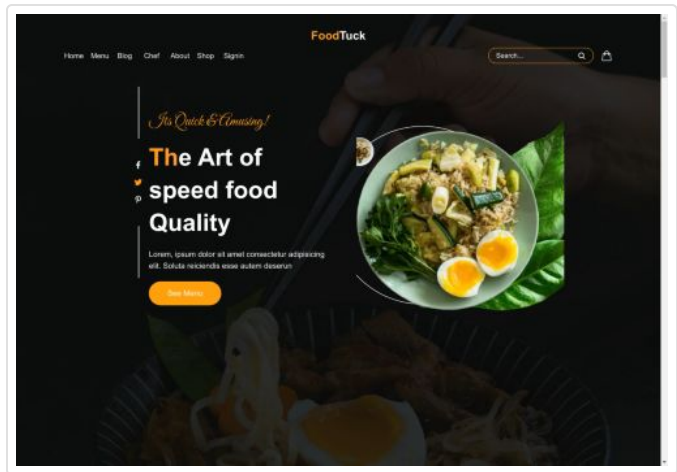 FoodTuck
Home Menu Blog Chef About Shop Signin
Search...
Its Quick & Amusing!
The Art of
speed food
Quality
Lorem, ipsum dolor sit amet consectetur adipisicing
elit. Soluta reiciendis esse autem deserun
See Menu